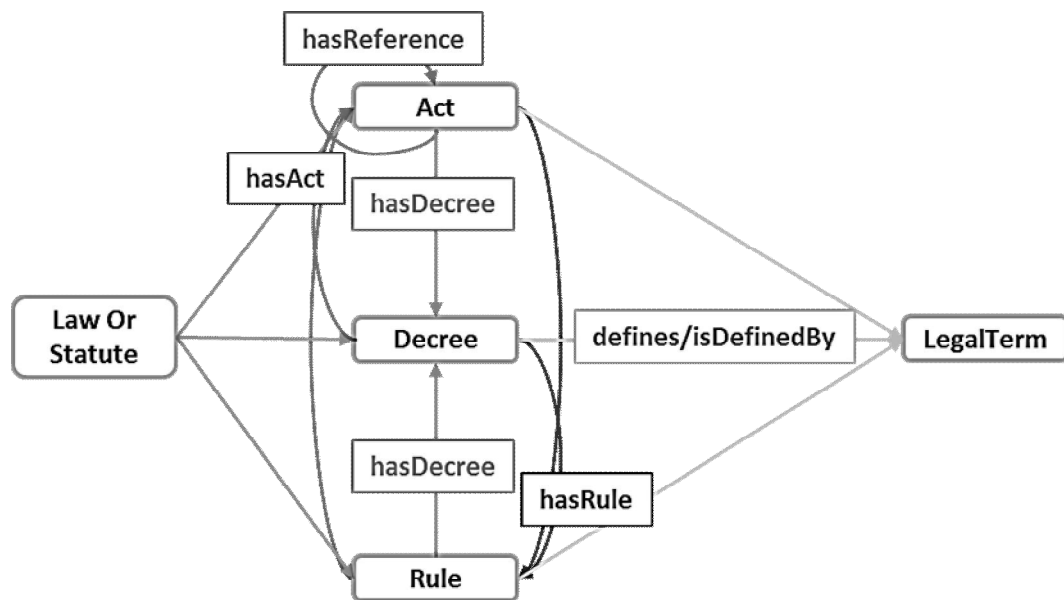 hasReference
Act
hasAct
hasDecree
Law Or
Statute
Decree
defines/isDefinedBy
LegalTerm
hasDecree
hasRule
Rule